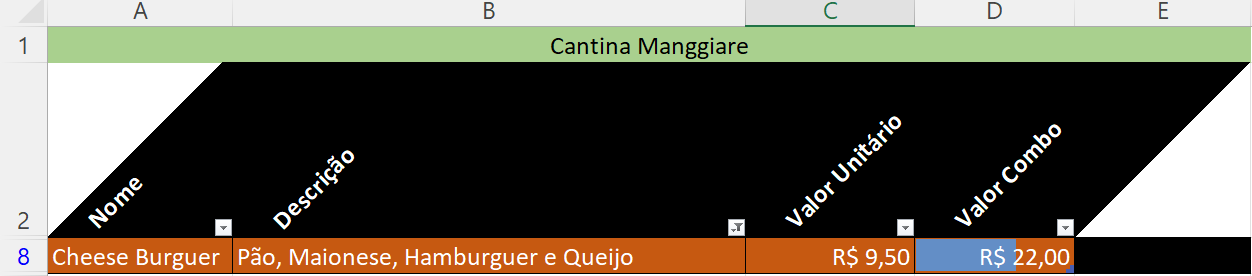 A B C D E
1 Cantina Manggiare
2 Nome Descrição Valor Unitário Valor Combo
8 Cheese Burguer Pão, Maionese, Hamburguer e Queijo R$ 9,50 R$ 22,00